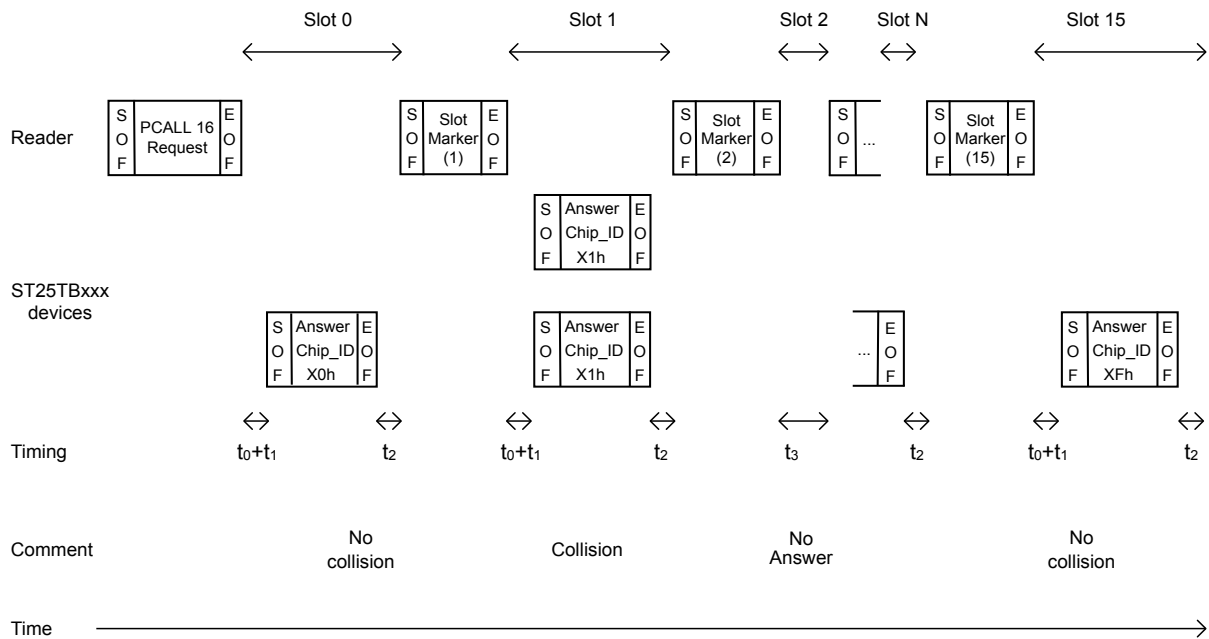 Slot 0 Slot 1 Slot 2 Slot N Slot 15
Reader
S
O
F
PCALL 16
Request
E
O
F
S
O
F
Slot
Marker
(1)
E
O
F
S
O
F
Slot
Marker
(2)
E
O
F
S
O
F
...
S
O
F
Slot
Marker
(15)
E
O
F
S
O
F
Answer
Chip_ID
X1h
E
O
F
ST25TBxxx
devices
S
O
F
Answer
Chip_ID
X0h
E
O
F
S
O
F
Answer
Chip_ID
X1h
E
O
F
...
E
O
F
S
O
F
Answer
Chip_ID
XFh
E
O
F
Timing t0+t1 t2 t0+t1 t2 t3 t2 t0+t1 t2
Comment
No
collision
Collision
No
Answer
No
collision
Time